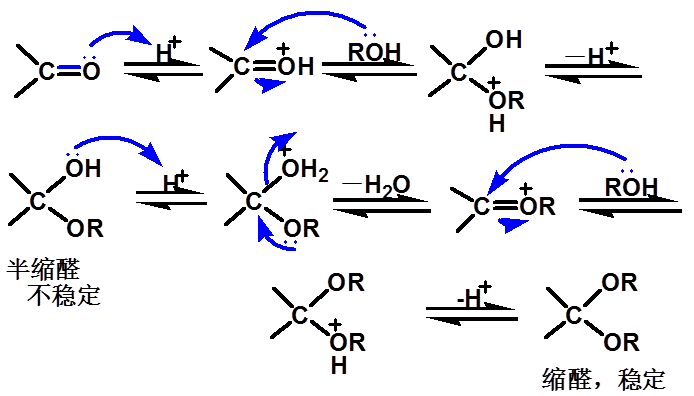 C=O H+ C=OH+ ROH OH C OR+ H —H+
OH C OR H+ OH2+ C OR —H2O C=OR+ ROH
半缩醛
不稳定
OR C OR+ H -H+ OR C OR
缩醛，稳定